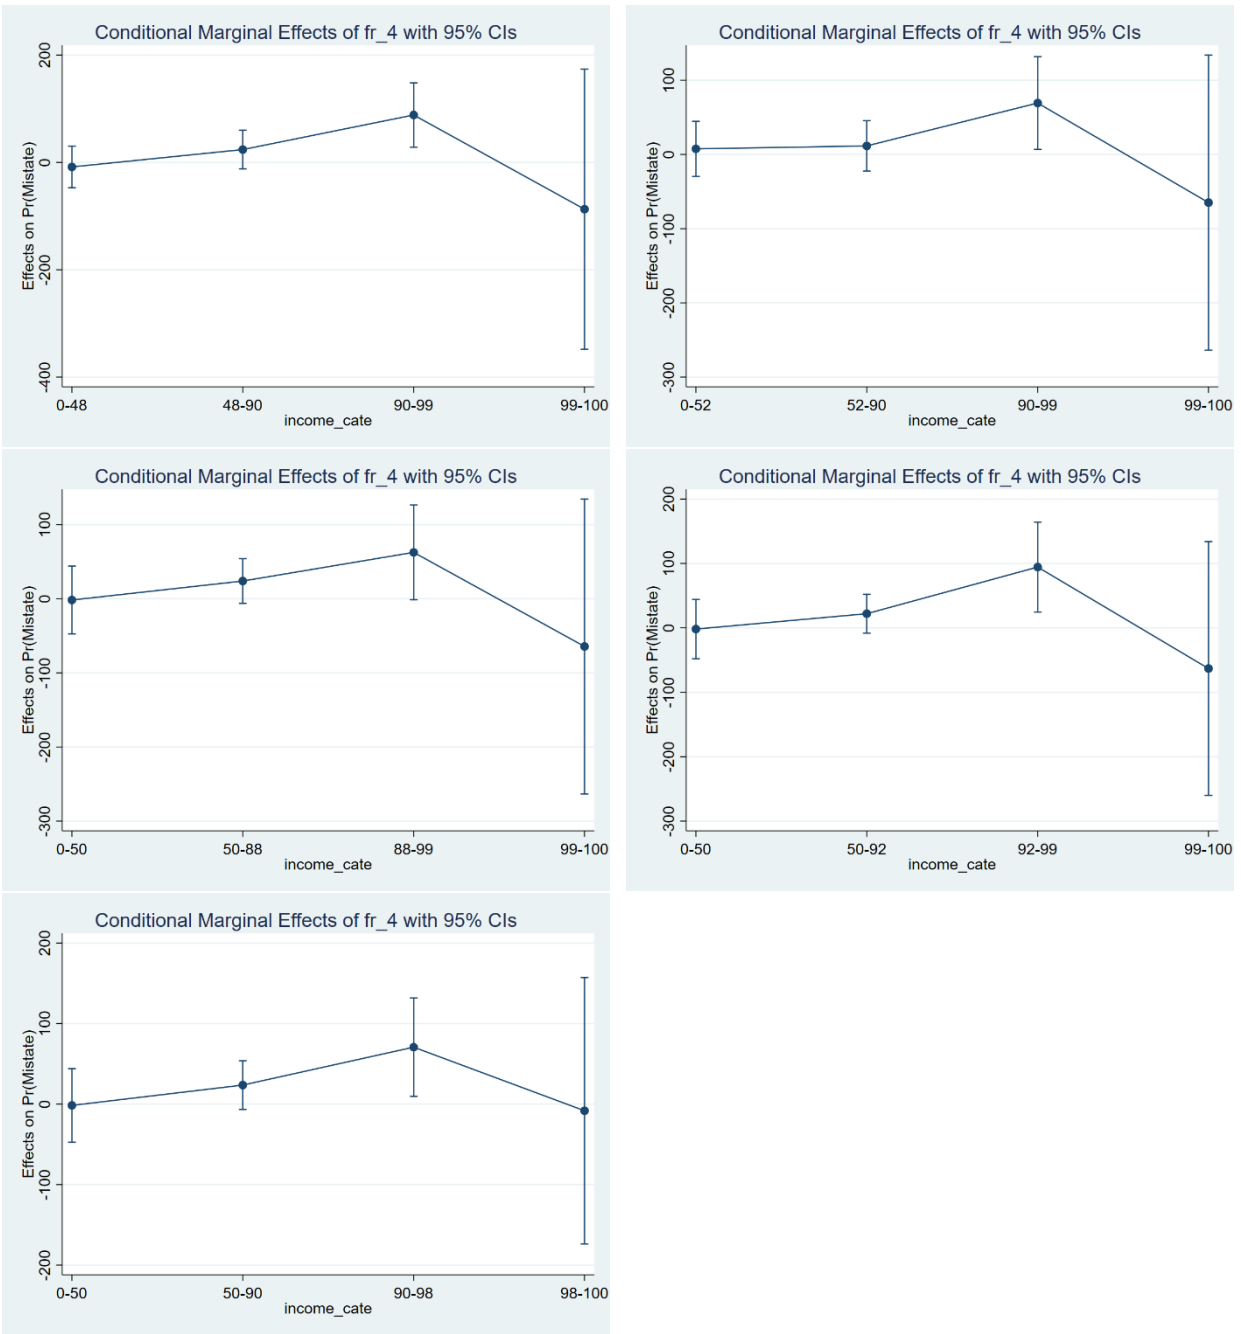 Conditional Marginal Effects of fr_4 with 95% CIs
Effects on Pr(Mistate)
200
0
-200
-400
0-48 48-90 90-99 99-100
income_cate
Conditional Marginal Effects of fr_4 with 95% CIs
Effects on Pr(Mistate)
100
0
-100
-200
-300
0-52 52-90 90-99 99-100
income_cate
Conditional Marginal Effects of fr_4 with 95% CIs
Effects on Pr(Mistate)
100
0
-100
-200
-300
0-50 50-88 88-99 99-100
income_cate
Conditional Marginal Effects of fr_4 with 95% CIs
Effects on Pr(Mistate)
200
100
0
-100
-200
-300
0-50 50-92 92-99 99-100
income_cate
Conditional Marginal Effects of fr_4 with 95% CIs
Effects on Pr(Mistate)
200
100
0
-100
-200
0-50 50-90 90-98 98-100
income_cate